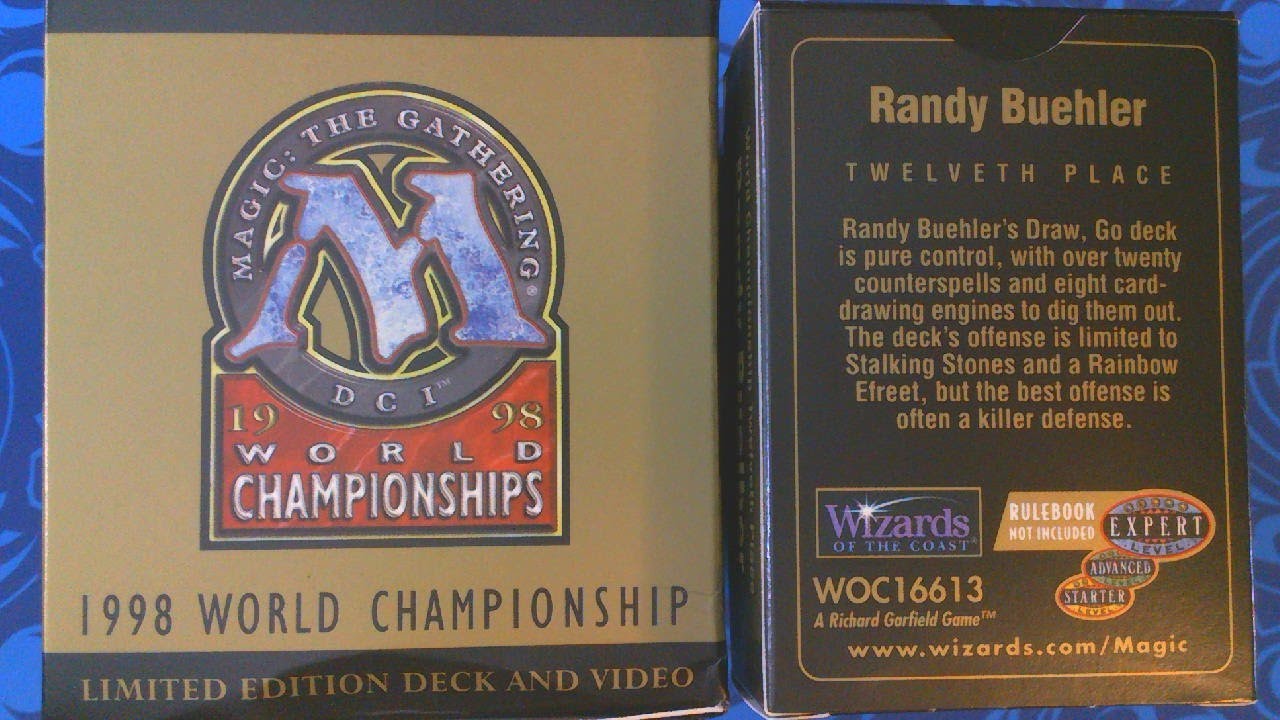 MAGIC: THE GATHERING®
M
DCI™
19 98
WORLD
CHAMPIONSHIPS
1998 WORLD CHAMPIONSHIP
LIMITED EDITION DECK AND VIDEO
Randy Buehler
TWELVETH PLACE
Randy Buehler's Draw, Go deck
is pure control, with over twenty
counterspells and eight card-
drawing engines to dig them out.
The deck's offense is limited to
Stalking Stones and a Rainbow
Efreet, but the best offense is
often a killer defense.
Wizards
OF THE COAST®
RULEBOOK
NOT INCLUDED
EXPERT
LEVEL
ADVANCED
LEVEL
STARTER
LEVEL
WOC16613
A Richard Garfield Game™
www.wizards.com/Magic